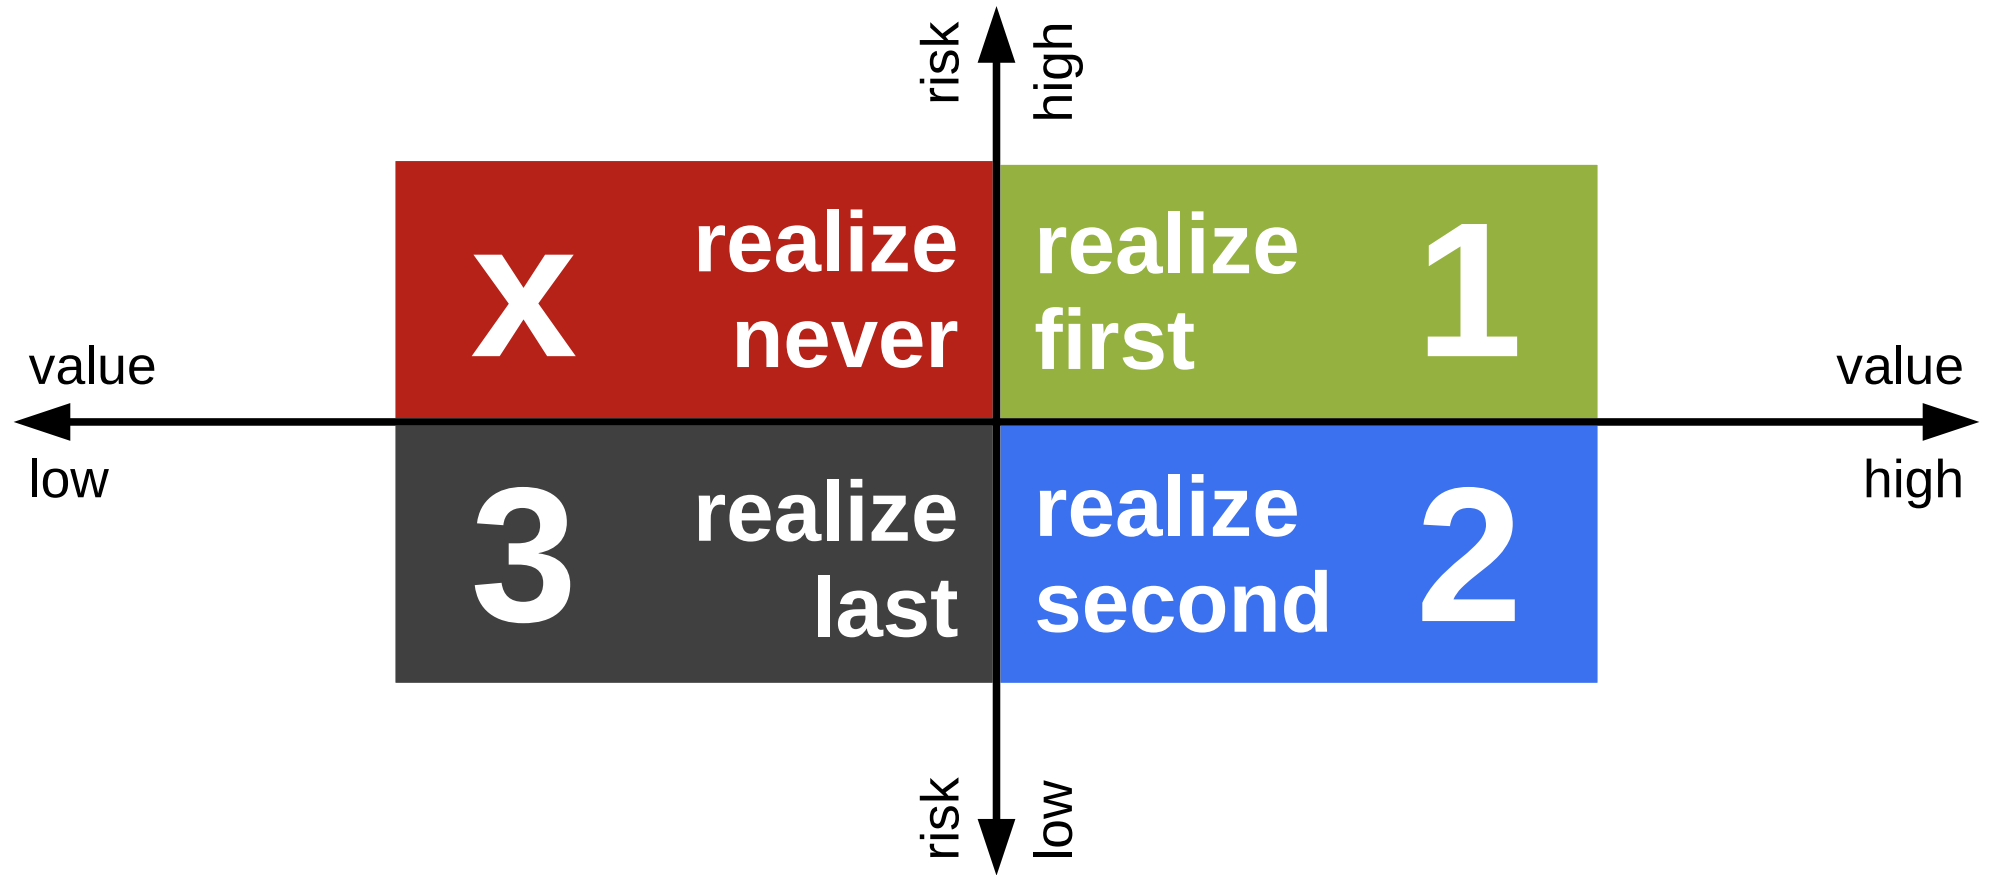 risk
high
x
realize
never
realize
first
1
value
low
value
high
3
realize
last
realize
second
2
risk
low